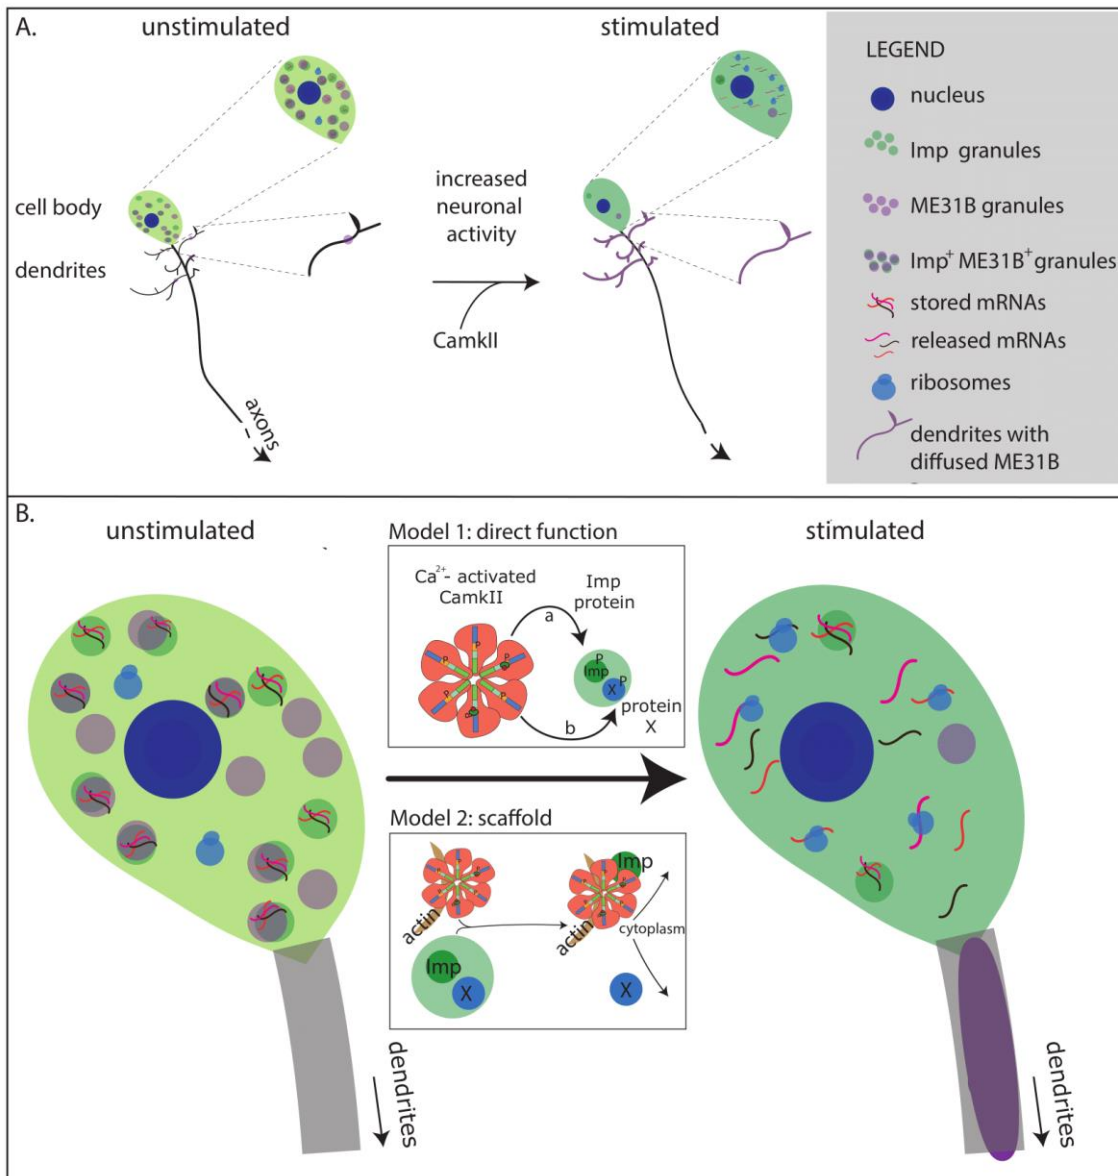 A.
unstimulated
stimulated
cell body
dendrites
increased
neuronal
activity
CamkII
axons
LEGEND
nucleus
Imp granules
ME31B granules
Imp⁺ ME31B⁺granules
stored mRNAs
released mRNAs
ribosomes
dendrites with
diffused ME31B
B.
unstimulated
stimulated
Model 1: direct function
Ca²⁺- activated
CamkII
Imp
protein
a
P
Imp
X P
protein
X
b
Model 2: scaffold
actin
Imp
X
Imp
actin
cytoplasm
X
dendrites
dendrites